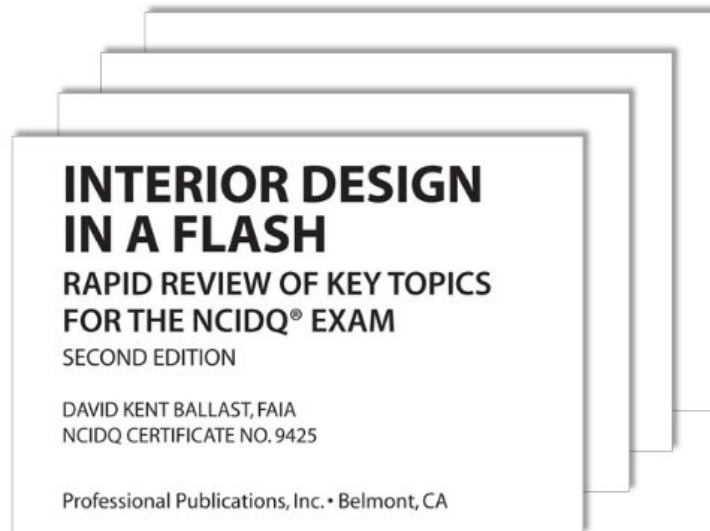 INTERIOR DESIGN
IN A FLASH
RAPID REVIEW OF KEY TOPICS
FOR THE NCIDQ® EXAM
SECOND EDITION
DAVID KENT BALLAST, FAIA
NCIDQ CERTIFICATE NO. 9425
Professional Publications, Inc. • Belmont, CA